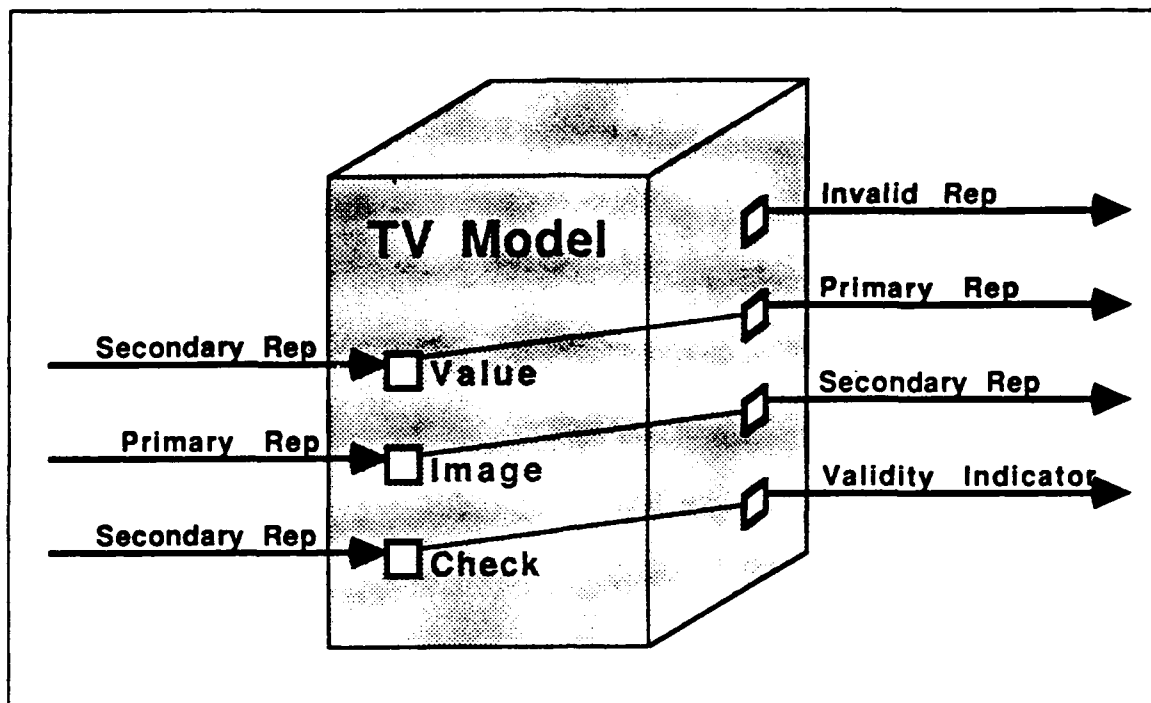 TV Model
Secondary Rep
Value
Primary Rep
Image
Secondary Rep
Check
Invalid Rep
Primary Rep
Secondary Rep
Validity Indicator